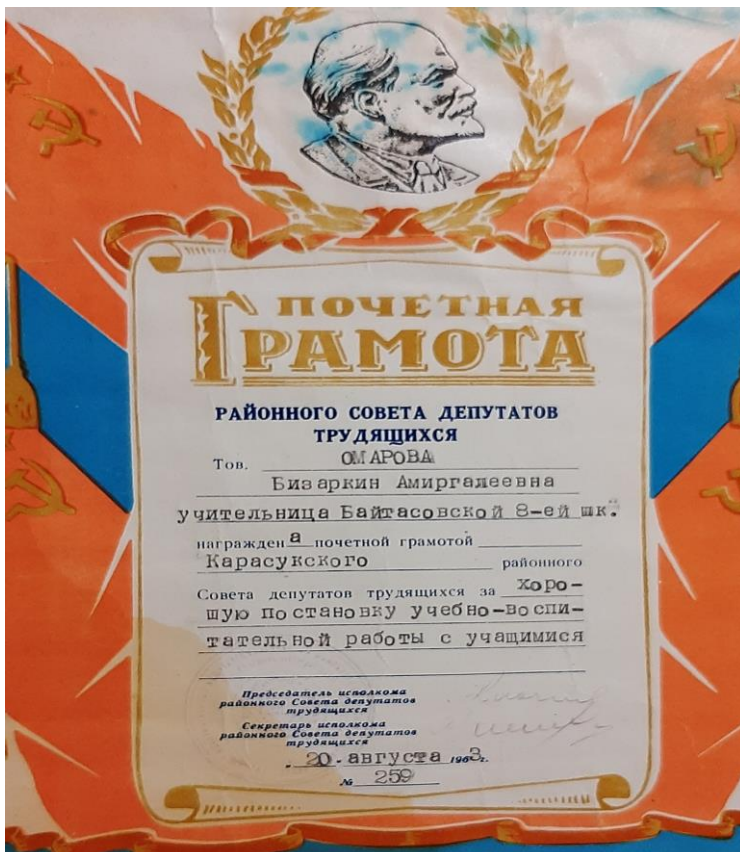 ПОЧЕТНАЯ
ГРАМОТА
РАЙОННОГО СОВЕТА ДЕПУТАТОВ
ТРУДЯЩИХСЯ
Тов. ОМАРОВА
Бизаркин Амиргалеевна
учительница Байтасовской 8-ей шк.
награждена почетной грамотой
Карасукского районного
Совета депутатов трудящихся за хоро-
шую постановку учебно-воспи-
тательной работы с учащимися
Председатель исполкома
районного Совета депутатов
трудящихся
Секретарь исполкома
районного Совета депутатов
трудящихся
20 - августа 1963г.
№ 259